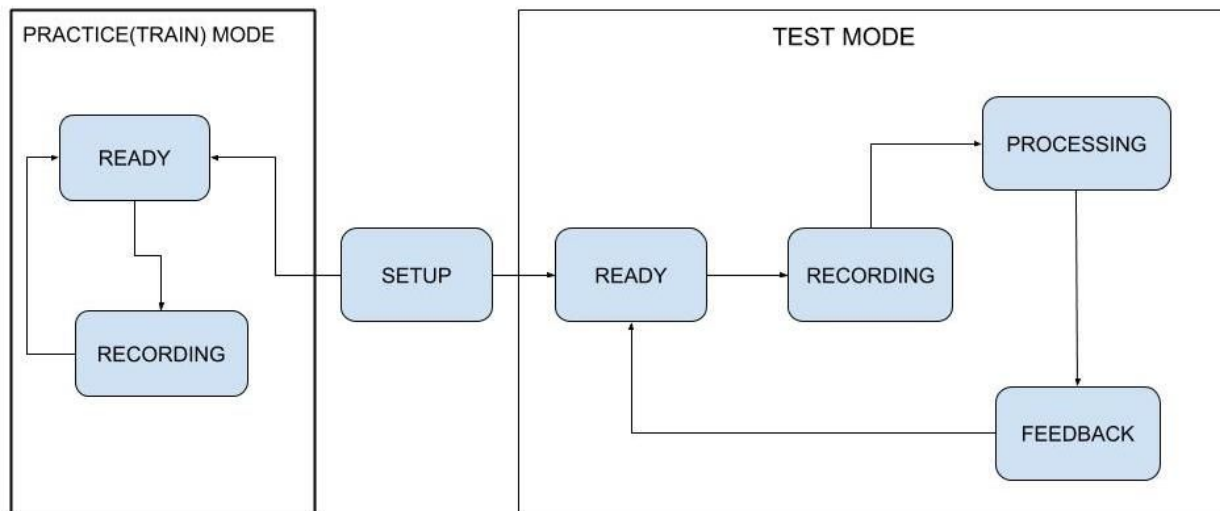 PRACTICE(TRAIN) MODE
READY
RECORDING
SETUP
TEST MODE
READY
RECORDING
PROCESSING
FEEDBACK